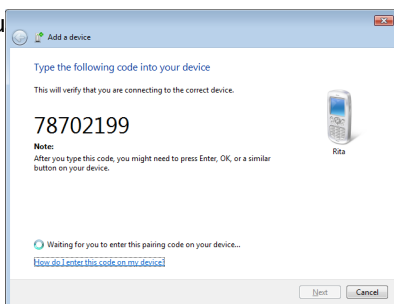 u
Add a device
Type the following code into your device
This will verify that you are connecting to the correct device.
78702199
Note:
After you type this code, you might need to press Enter, OK, or a similar
button on your device.
Rita
Waiting for you to enter this pairing code on your device...
How do I enter this code on my device?
Next
Cancel